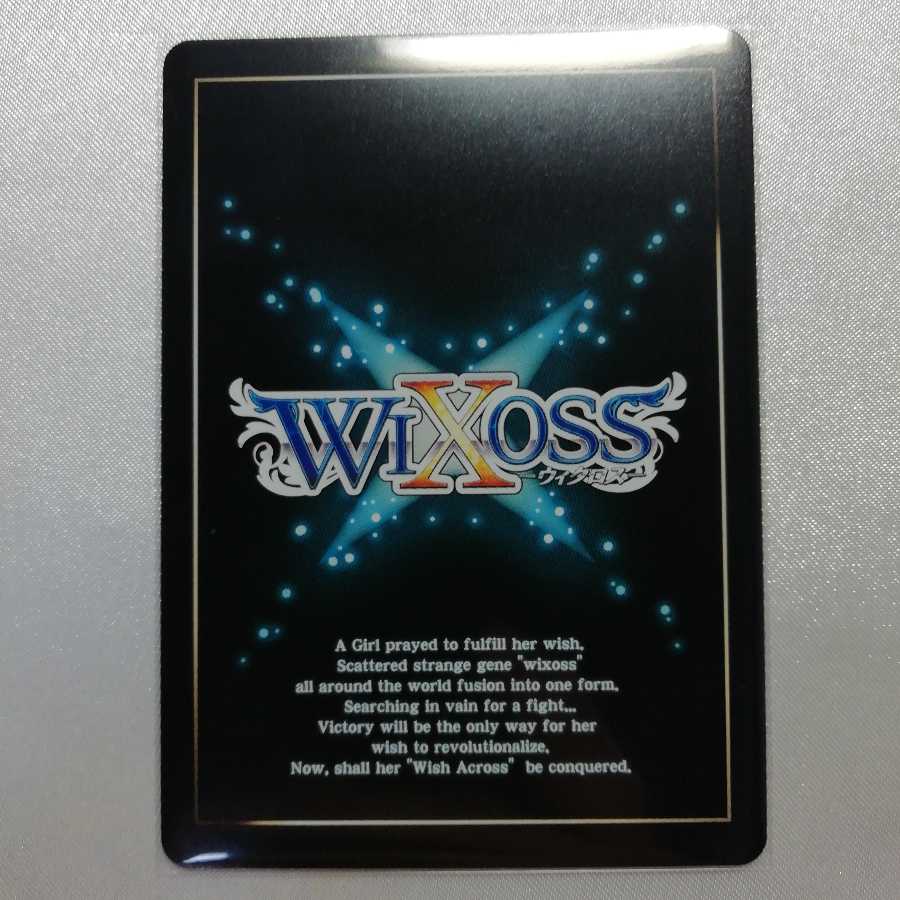 WIXOSS
ーウィクロスー
A Girl prayed to fulfill her wish.
Scattered strange gene "wixoss"
all around the world fusion into one form.
Searching in vain for a fight...
Victory will be the only way for her
wish to revolutionalize.
Now, shall her "Wish Across" be conquered.